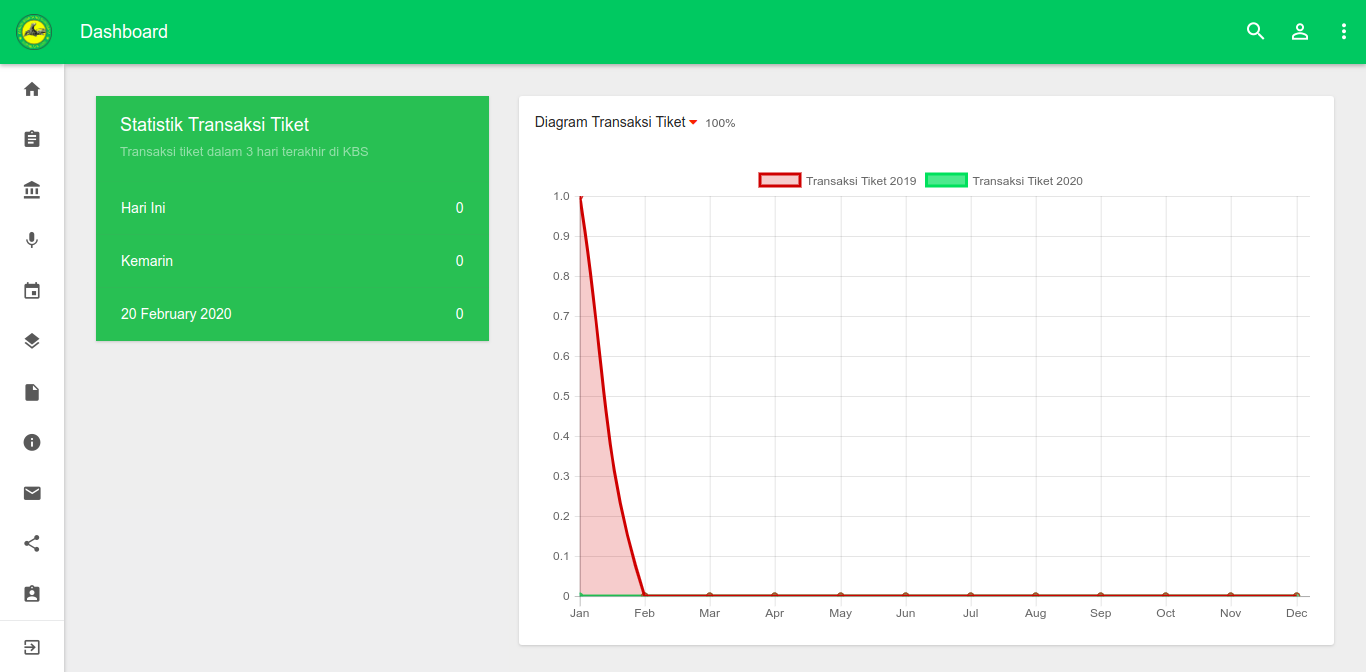 Dashboard
Statistik Transaksi Tiket
Transaksi tiket dalam 3 hari terakhir di KBS
Hari Ini 0
Kemarin 0
20 February 2020 0
Diagram Transaksi Tiket 100%
Transaksi Tiket 2019 Transaksi Tiket 2020
1.0
0.9
0.8
0.7
0.6
0.5
0.4
0.3
0.2
0.1
0
Jan Feb Mar Apr May Jun Jul Aug Sep Oct Nov Dec